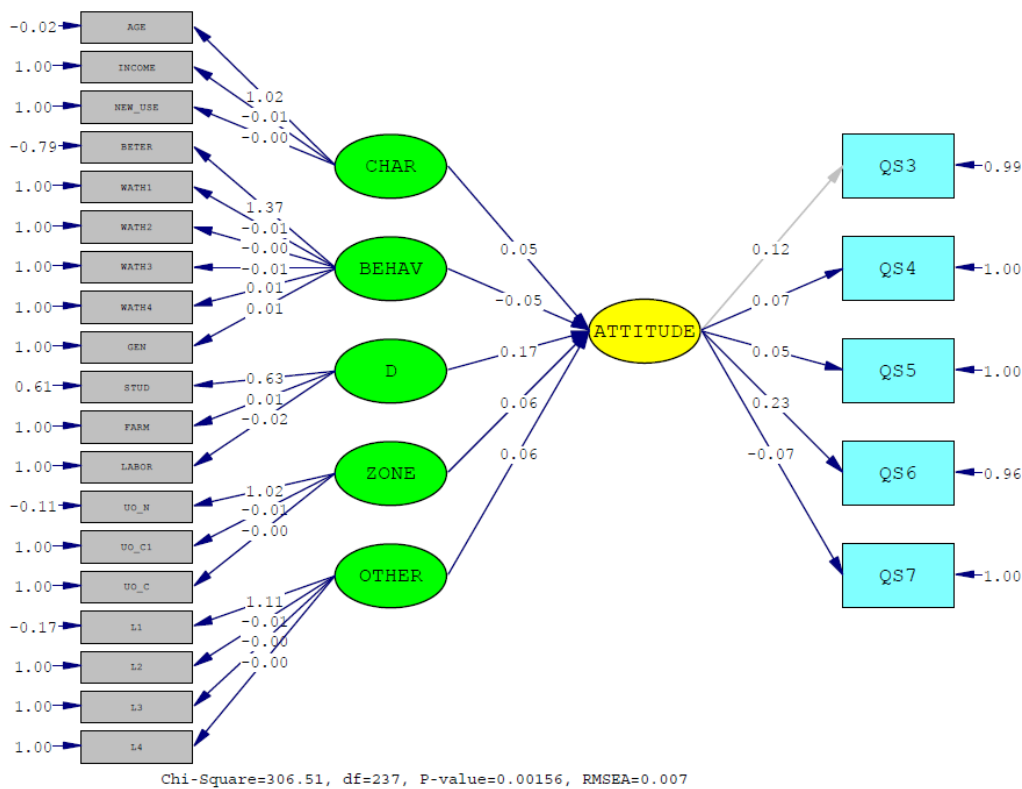 -0.02 AGE
1.00 INCOME
1.00 NEW_USE
-0.79 BETER
1.00 WATH1
1.00 WATH2
1.00 WATH3
1.00 WATH4
1.00 GEN
0.61 STUD
1.00 FARM
1.00 LABOR
-0.11 UO_N
1.00 UO_C1
1.00 UO_C
-0.17 L1
1.00 L2
1.00 L3
1.00 L4
1.02
-0.01
-0.00
1.37
-0.01
-0.00
-0.01
0.01
0.01
0.63
0.01
-0.02
1.02
-0.01
-0.00
1.11
-0.01
-0.00
-0.00
CHAR
BEHAV
D
ZONE
OTHER
0.05
-0.05
0.17
0.06
0.06
ATTITUDE
0.12
0.07
0.05
0.23
-0.07
QS3 0.99
QS4 1.00
QS5 1.00
QS6 0.96
QS7 1.00
Chi-Square=306.51, df=237, P-value=0.00156, RMSEA=0.007